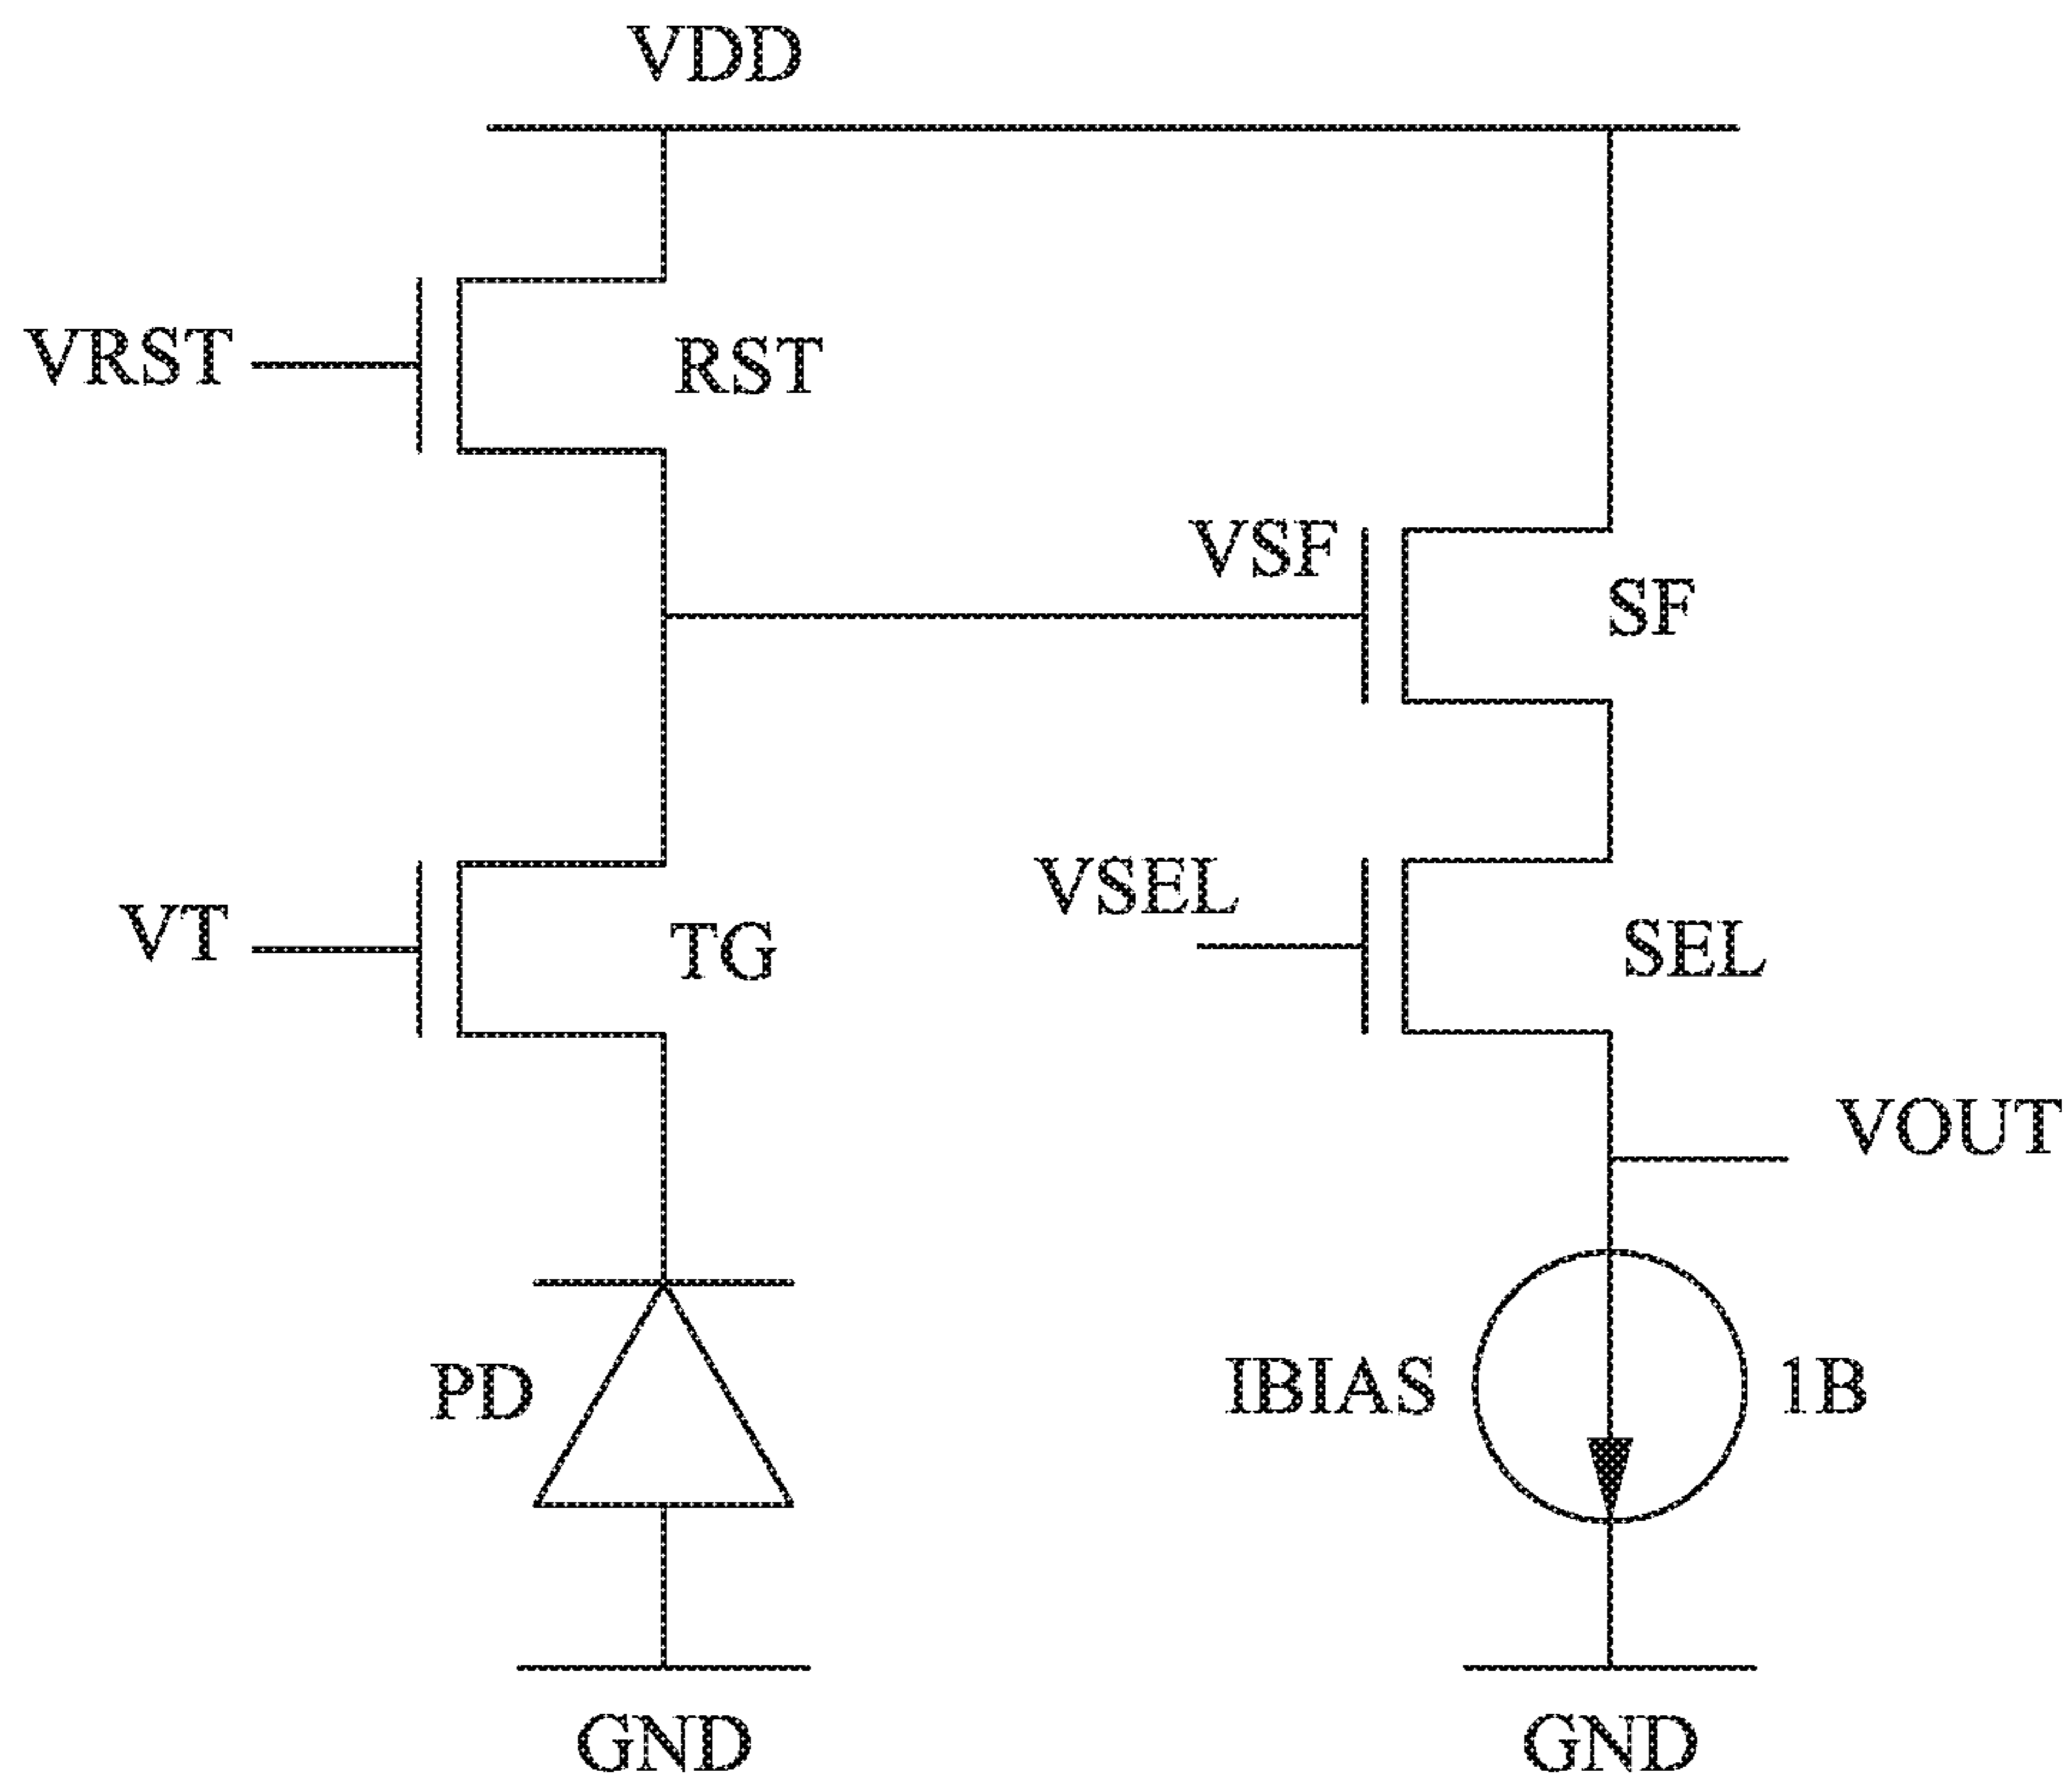 VDD
VRST
RST
VSF
SF
VT
TG
VSEL
SEL
VOUT
PD
IBIAS
1B
GND
GND